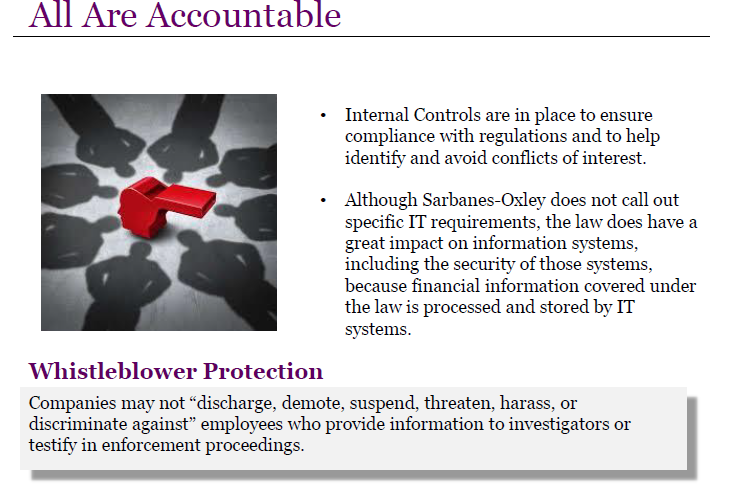 All Are Accountable
• Internal Controls are in place to ensure
compliance with regulations and to help
identify and avoid conflicts of interest.
• Although Sarbanes-Oxley does not call out
specific IT requirements, the law does have a
great impact on information systems,
including the security of those systems,
because financial information covered under
the law is processed and stored by IT
systems.
Whistleblower Protection
Companies may not “discharge, demote, suspend, threaten, harass, or
discriminate against” employees who provide information to investigators or
testify in enforcement proceedings.